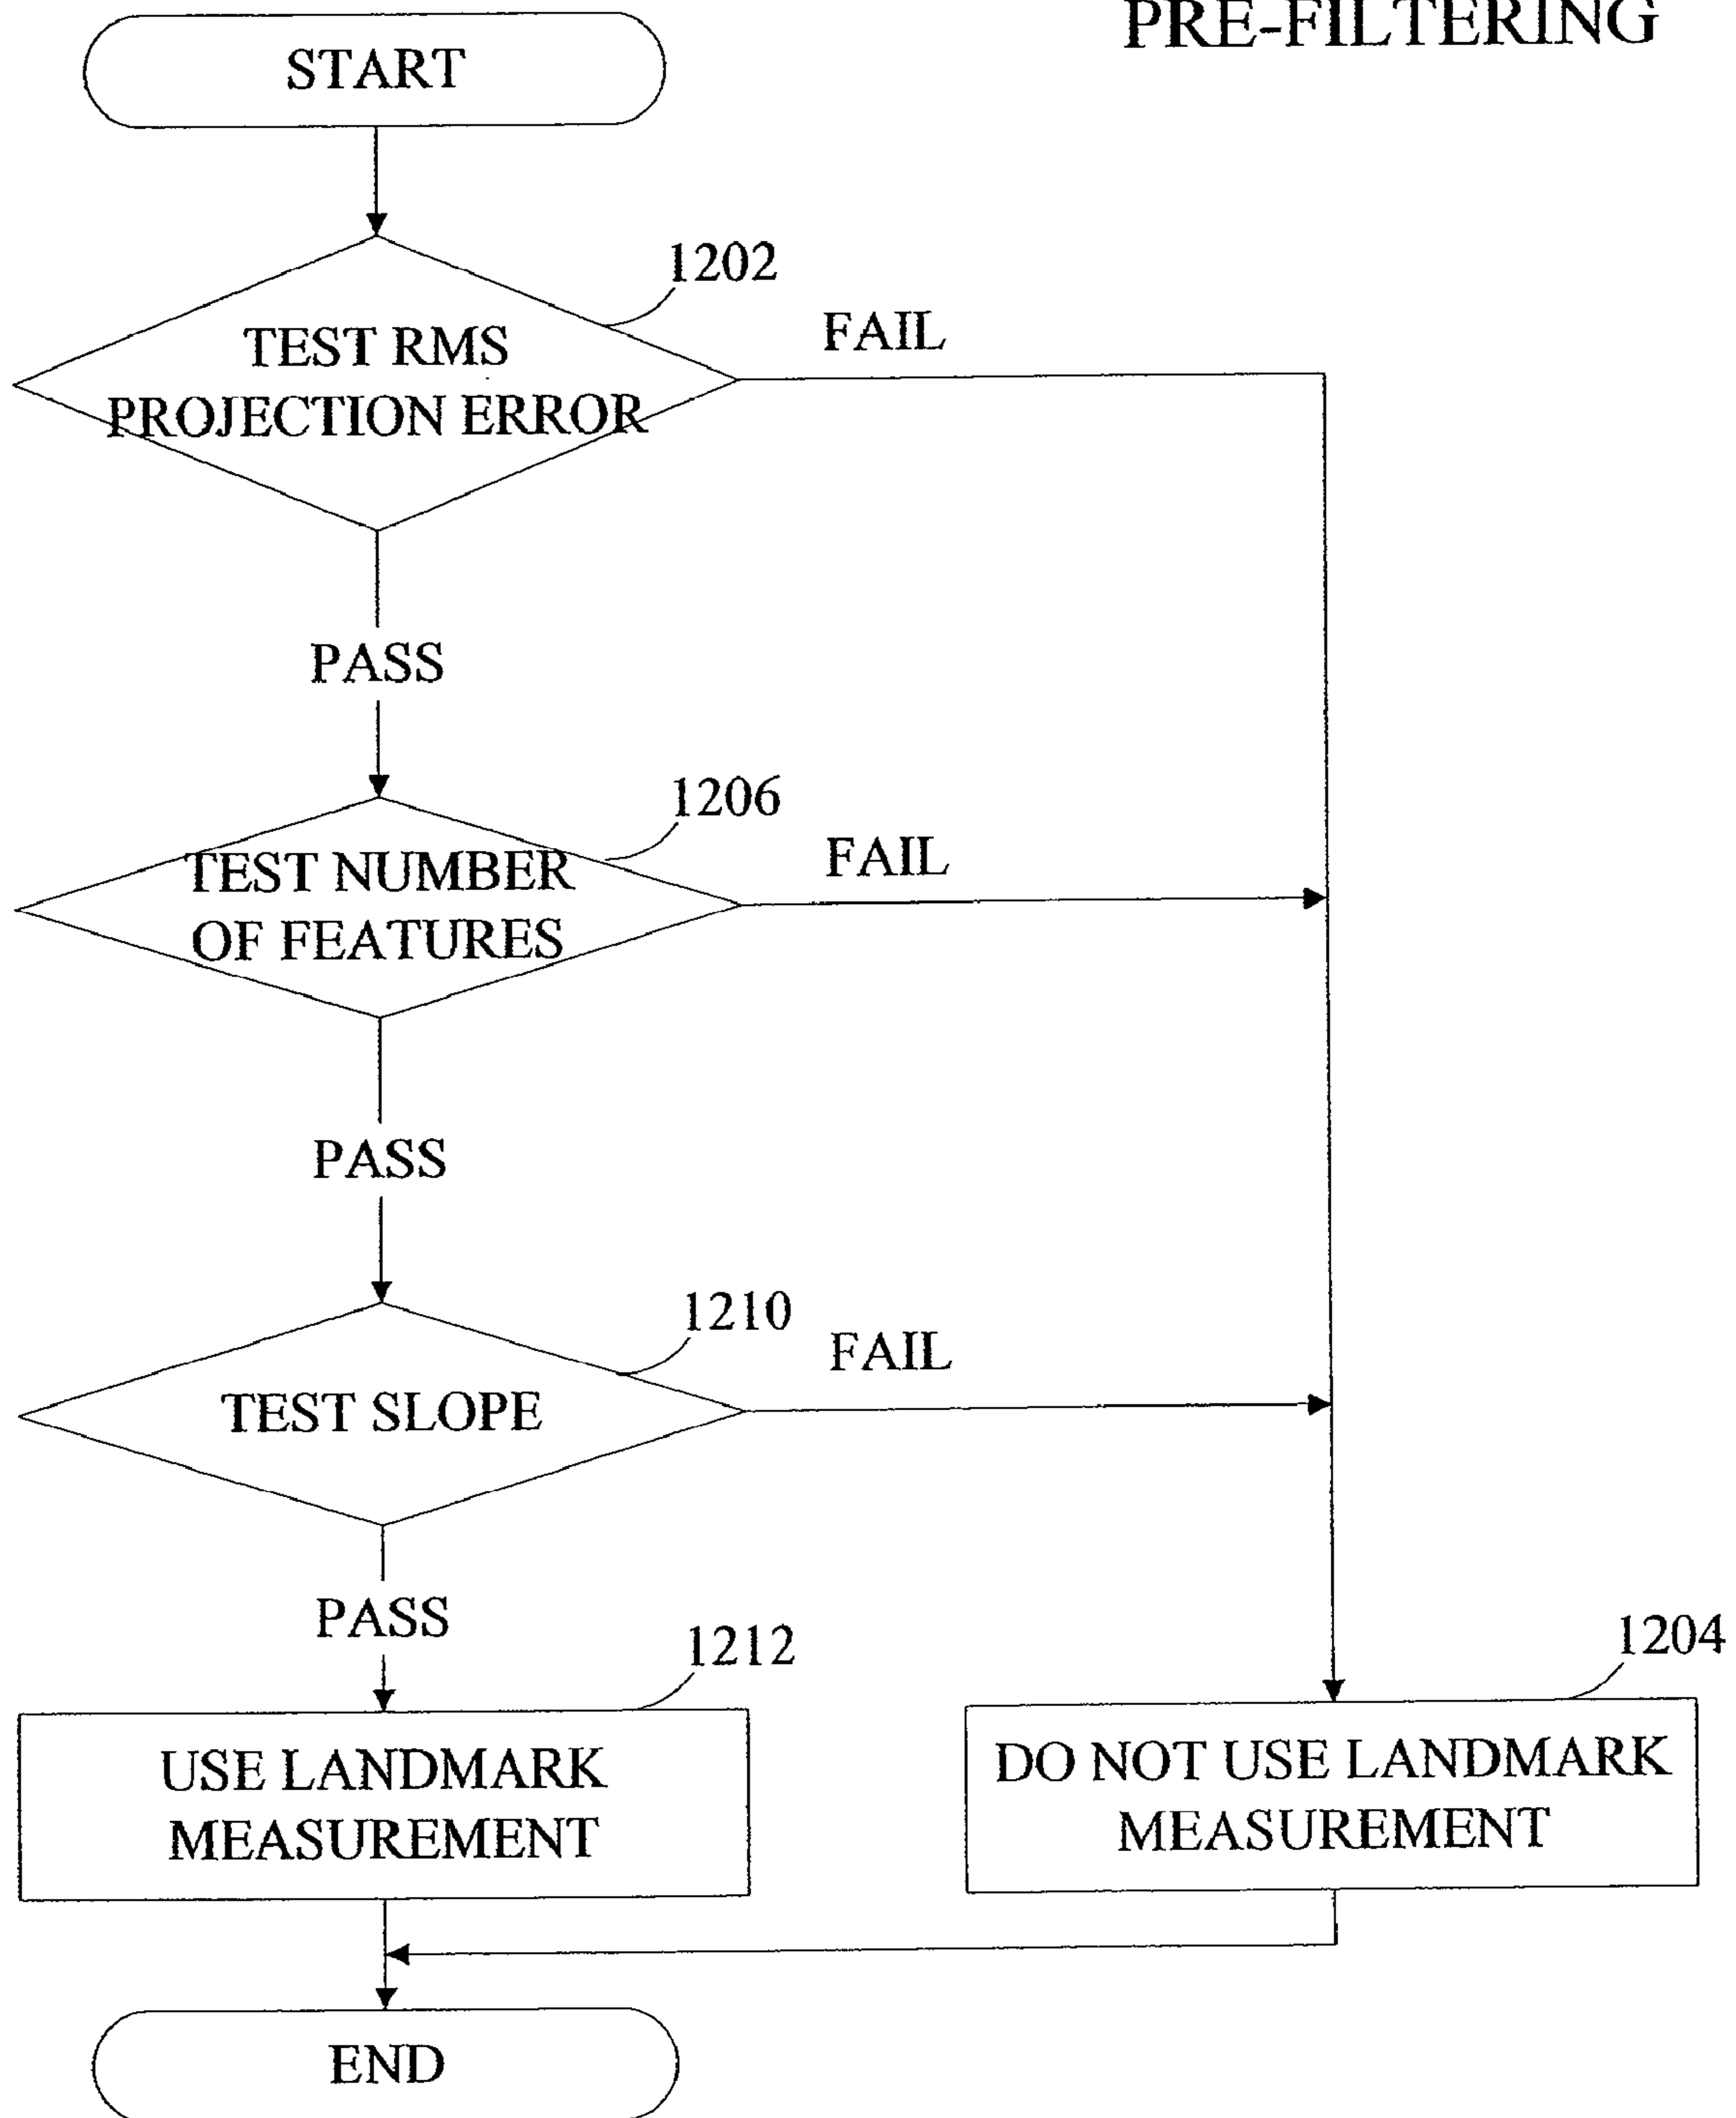 PRE-FILTERING
START
1202
TEST RMS
PROJECTION ERROR
FAIL
PASS
1206
TEST NUMBER
OF FEATURES
FAIL
PASS
1210
TEST SLOPE
FAIL
PASS
1212
USE LANDMARK
MEASUREMENT
1204
DO NOT USE LANDMARK
MEASUREMENT
END